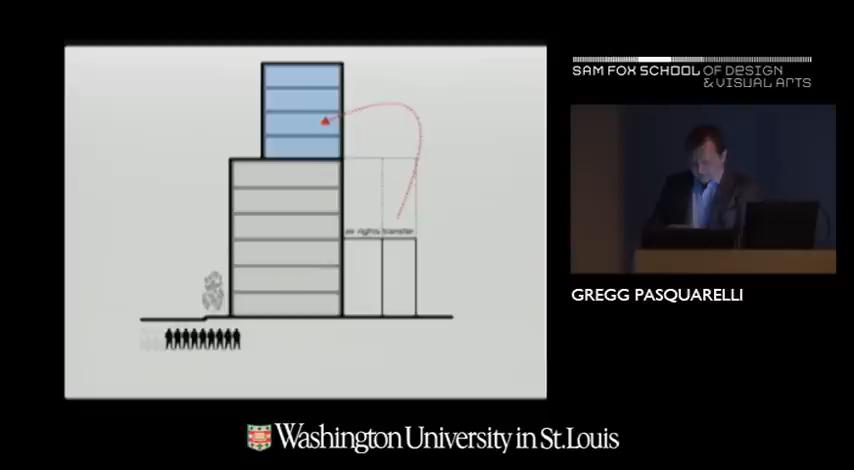 SAM FOX SCHOOL OF DESIGN
& VISUAL ARTS
air rights transfer
GREGG PASQUARELLI
Washington University in St. Louis